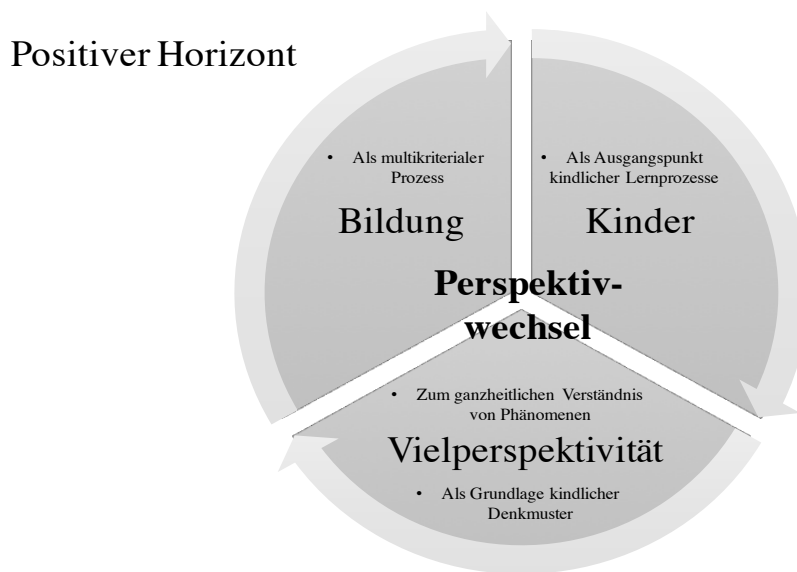 Positiver Horizont
• Als multikriterialer
Prozess
Bildung
• Als Ausgangspunkt
kindlicher Lernprozesse
Kinder
Perspektiv-
wechsel
• Zum ganzheitlichen Verständnis
von Phänomenen
Vielperspektivität
• Als Grundlage kindlicher
Denkmuster